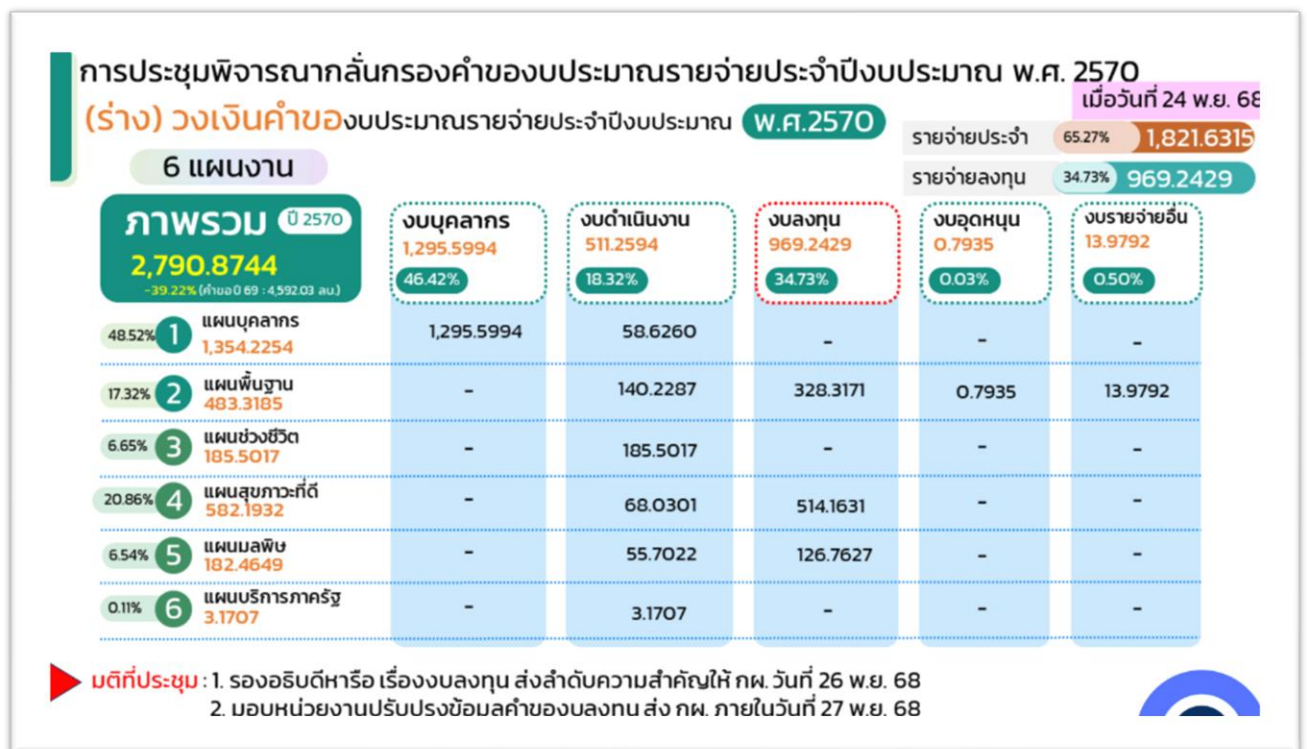 การประชุมพิจารณากลั่นกรองคำของบประมาณรายจ่ายประจำปีงบประมาณ พ.ศ. 2570
เมื่อวันที่ 24 พ.ย. 68
(ร่าง) วงเงินคำของบประมาณรายจ่ายประจำปีงบประมาณ พ.ศ.2570
รายจ่ายประจำ 65.27% 1,821.6315
6 แผนงาน
รายจ่ายลงทุน 34.73% 969.2429
ภาพรวม ปี 2570
2,790.8744
-39.22% (คำขอปี 69 : 4,592.03 ลบ.)
งบบุคลากร
1,295.5994
46.42%
งบดำเนินงาน
511.2594
18.32%
งบลงทุน
969.2429
34.73%
งบอุดหนุน
0.7935
0.03%
งบรายจ่ายอื่น
13.9792
0.50%
48.52% 1 แผนบุคลากร
1,354.2254
1,295.5994 58.6260 - - -
17.32% 2 แผนพื้นฐาน
483.3185
- 140.2287 328.3171 0.7935 13.9792
6.65% 3 แผนช่วงชีวิต
185.5017
- 185.5017 - - -
20.86% 4 แผนสุขภาวะที่ดี
582.1932
- 68.0301 514.1631 - -
6.54% 5 แผนมลพิษ
182.4649
- 55.7022 126.7627 - -
0.11% 6 แผนบริการภาครัฐ
3.1707
- 3.1707 - - -
มติที่ประชุม : 1. รองอธิบดีหารือ เรื่องงบลงทุน ส่งลำดับความสำคัญให้ กผ. วันที่ 26 พ.ย. 68
2. มอบหน่วยงานปรับปรุงข้อมูลคำของบลงทุน ส่ง กผ. ภายในวันที่ 27 พ.ย. 68